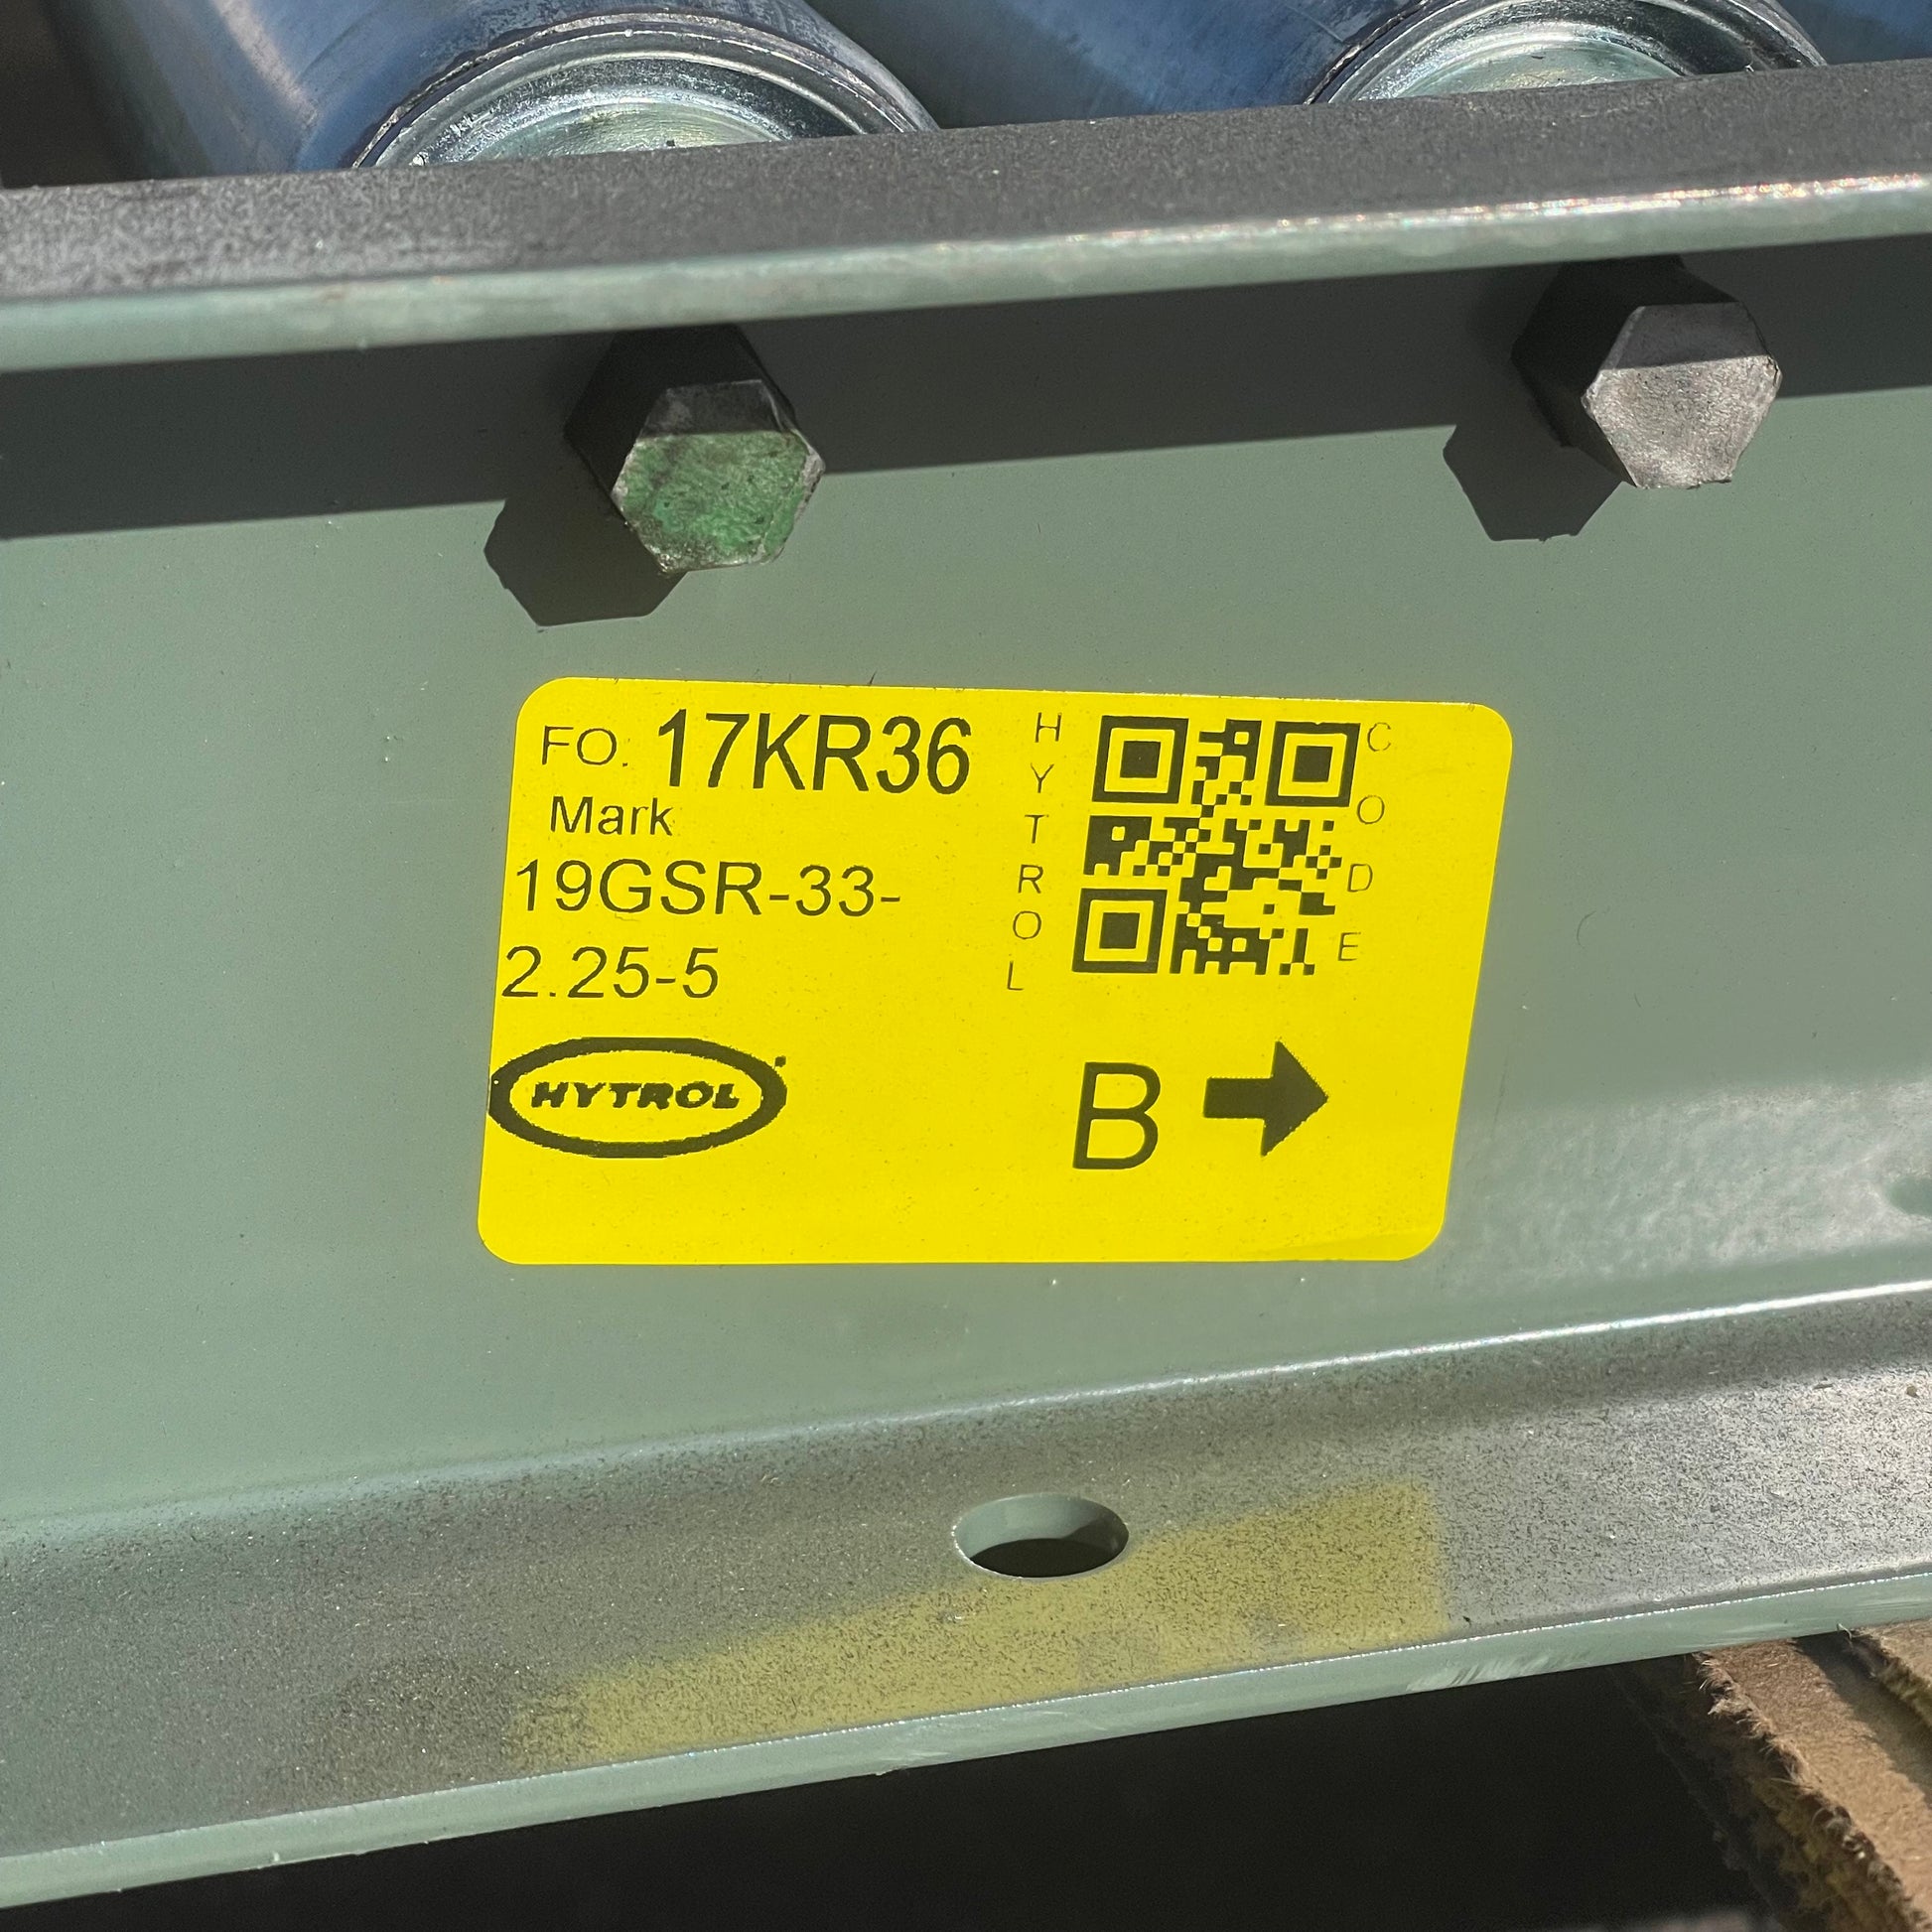 FO. 17KR36
Mark
19GSR-33-
2.25-5
HYTROL
HYTROL
CODE
B